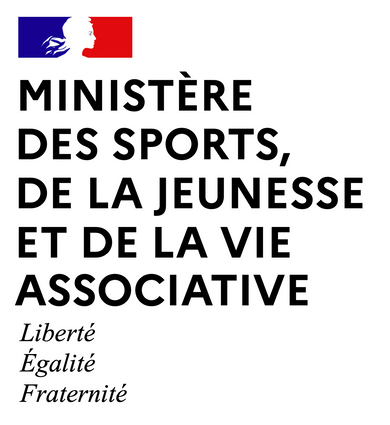 MINISTÈRE
DES SPORTS,
DE LA JEUNESSE
ET DE LA VIE
ASSOCIATIVE
Liberté
Égalité
Fraternité